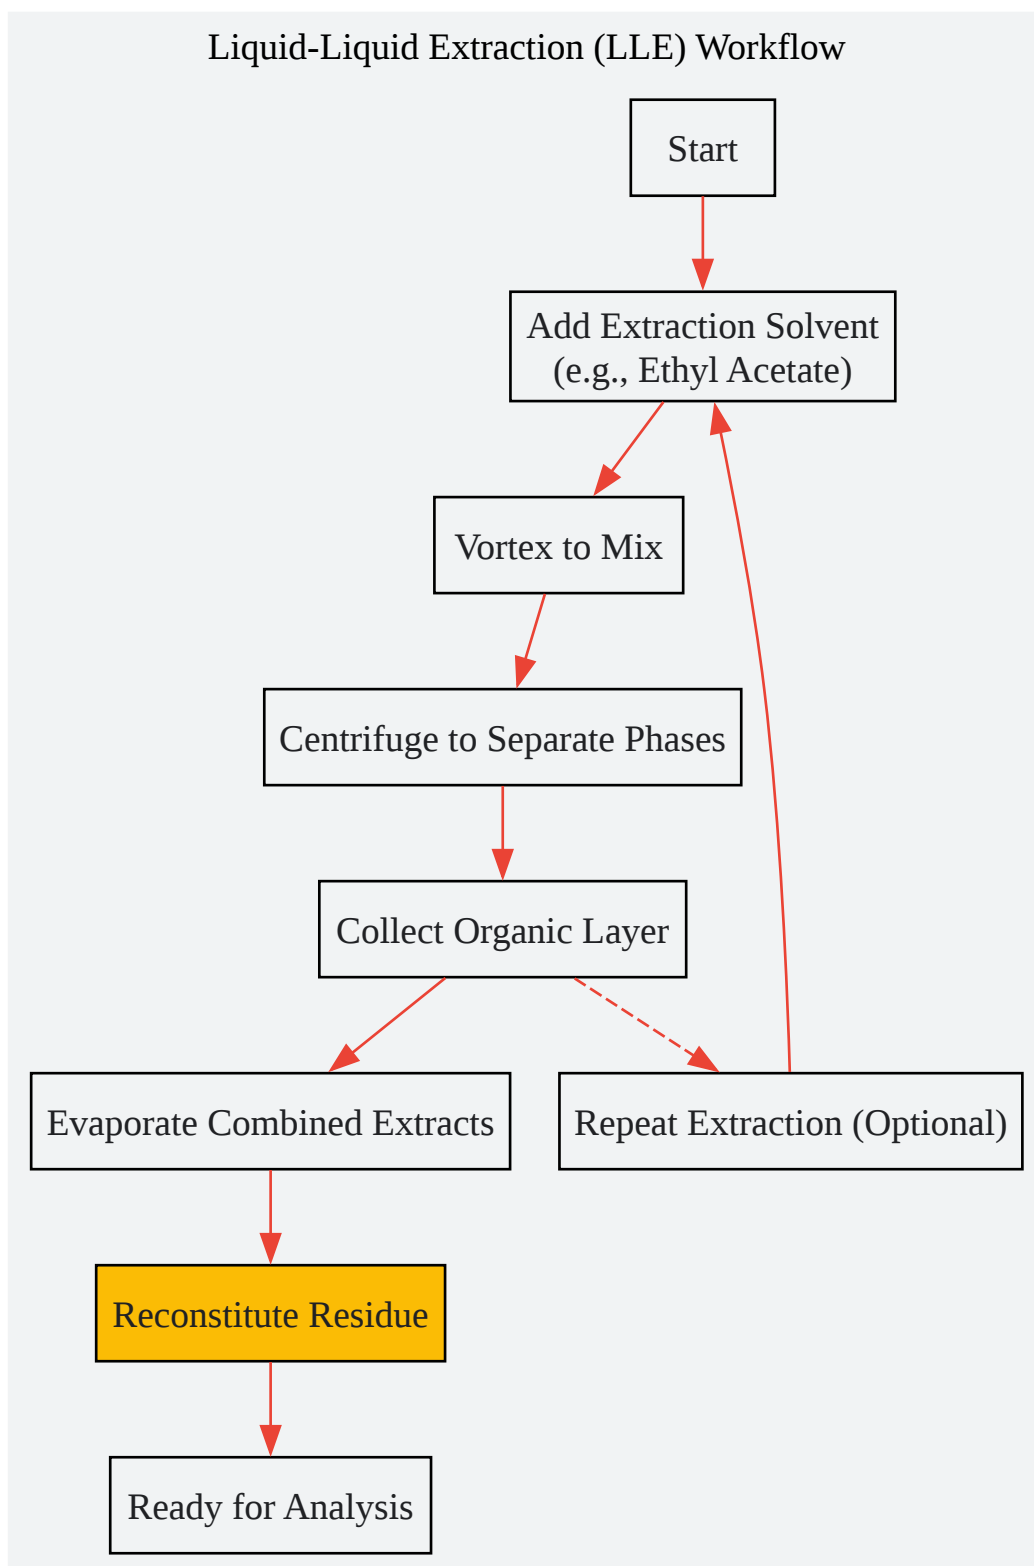 Liquid-Liquid Extraction (LLE) Workflow
Start
Add Extraction Solvent
(e.g., Ethyl Acetate)
Vortex to Mix
Centrifuge to Separate Phases
Collect Organic Layer
Evaporate Combined Extracts
Repeat Extraction (Optional)
Reconstitute Residue
Ready for Analysis